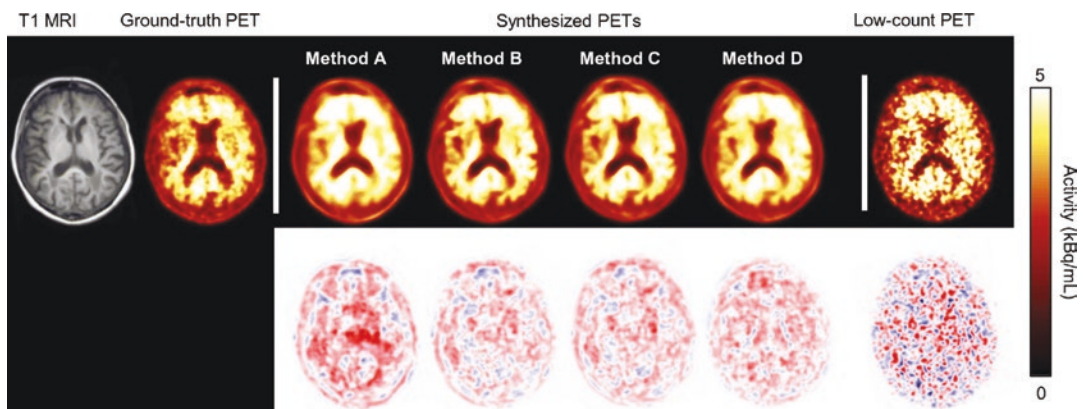 T1 MRI
Ground-truth PET
Synthesized PETs
Low-count PET
Method A
Method B
Method C
Method D
5
Activity (kBq/mL)
0